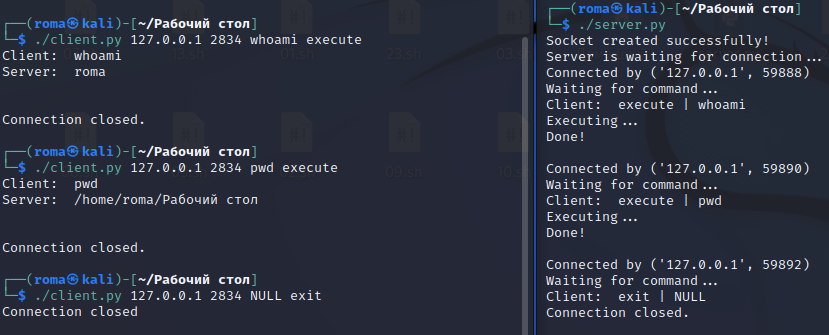 ┌──(roma㉿kali)-[~/Рабочий стол]
└─$ ./client.py 127.0.0.1 2834 whoami execute
Client:  whoami
Server:  roma
Connection closed.
┌──(roma㉿kali)-[~/Рабочий стол]
└─$ ./client.py 127.0.0.1 2834 pwd execute
Client:  pwd
Server:  /home/roma/Рабочий стол
Connection closed.
┌──(roma㉿kali)-[~/Рабочий стол]
└─$ ./client.py 127.0.0.1 2834 NULL exit
Connection closed
┌──(roma㉿kali)-[~/Рабочий стол]
└─$ ./server.py
Socket created successfully!
Server is waiting for connection...
Connected by ('127.0.0.1', 59888)
Waiting for command...
Client:  execute | whoami
Executing...
Done!
Connected by ('127.0.0.1', 59890)
Waiting for command...
Client:  execute | pwd
Executing...
Done!
Connected by ('127.0.0.1', 59892)
Waiting for command...
Client:  exit | NULL
Connection closed.